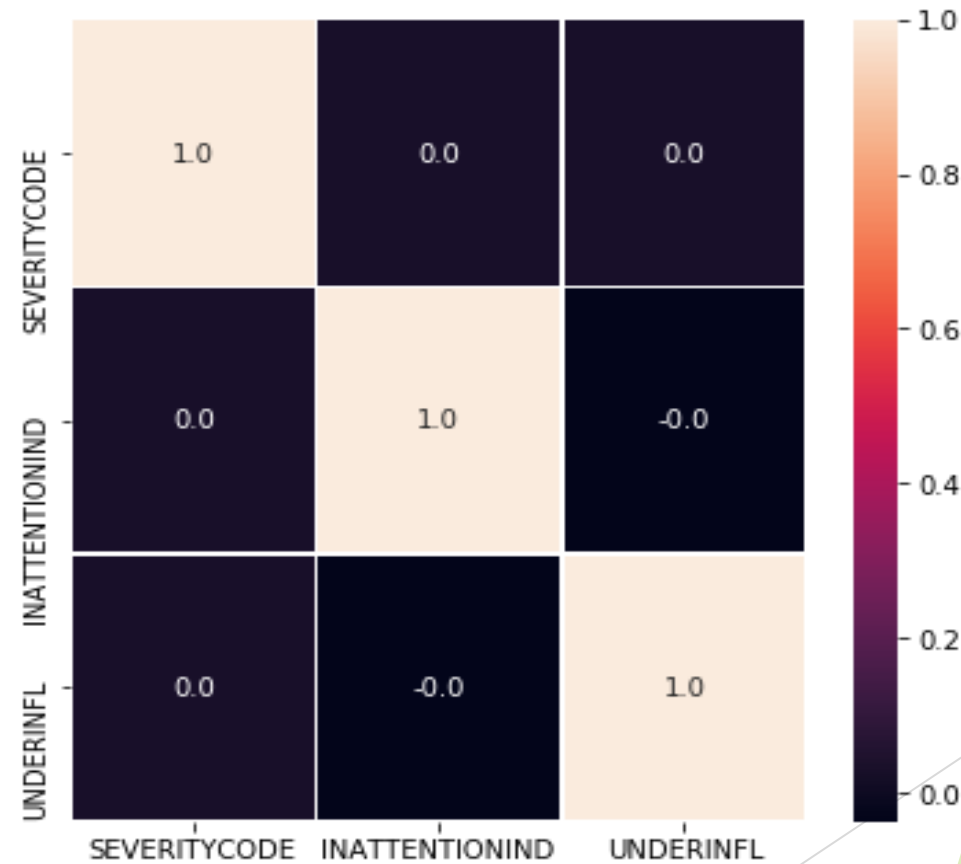 1.0
1.0 0.0 0.0
0.8
SEVERITYCODE
0.6
0.0 1.0 -0.0
0.4
INATTENTIONIND
0.2
0.0 -0.0 1.0
UNDERINFL
0.0
SEVERITYCODE INATTENTIONIND UNDERINFL